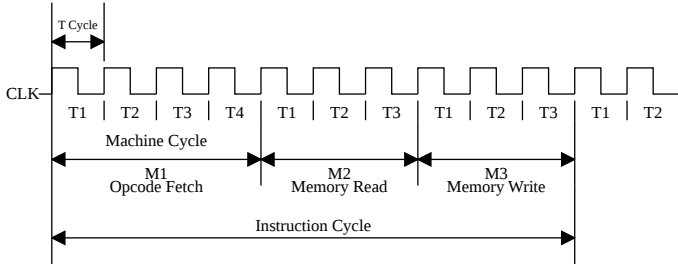 T Cycle
CLK
T1 T2 T3 T4 T1 T2 T3 T1 T2 T3 T1 T2
Machine Cycle
M1 M2 M3
Opcode Fetch Memory Read Memory Write
Instruction Cycle